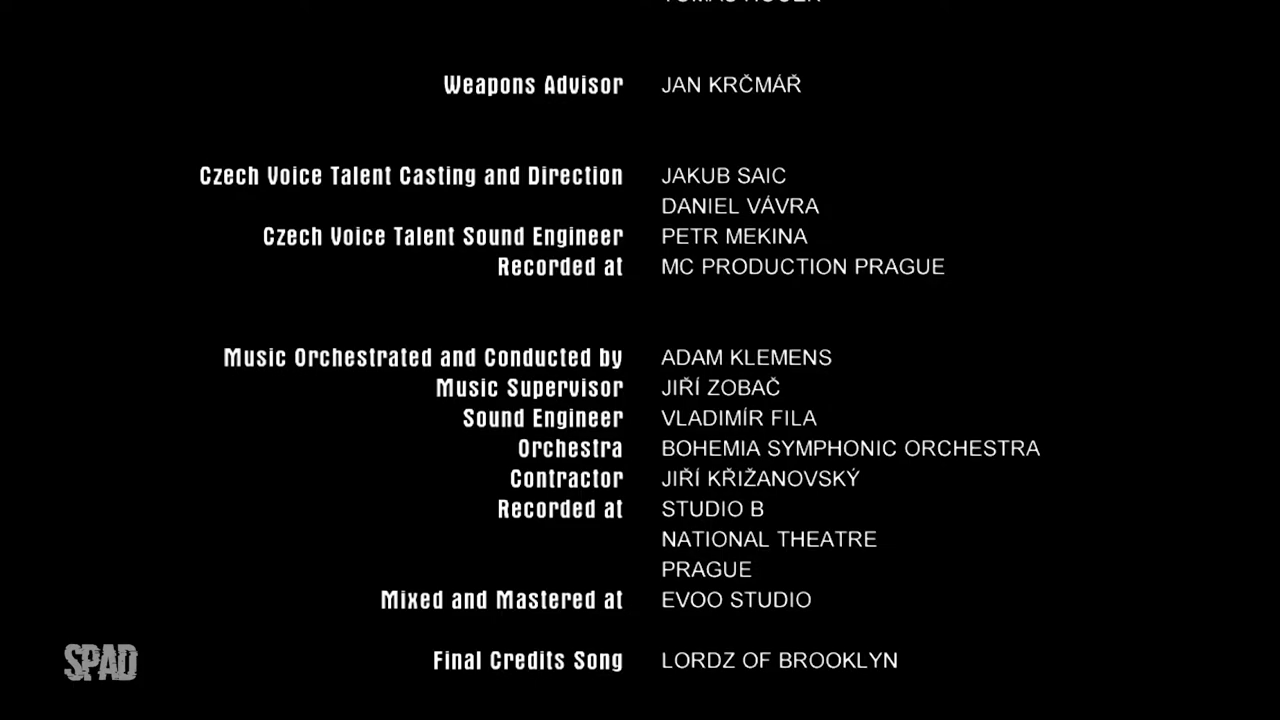 Weapons Advisor JAN KRČMÁŘ
Czech Voice Talent Casting and Direction JAKUB SAIC
DANIEL VÁVRA
Czech Voice Talent Sound Engineer PETR MEKINA
Recorded at MC PRODUCTION PRAGUE
Music Orchestrated and Conducted by ADAM KLEMENS
Music Supervisor JIŘÍ ZOBAČ
Sound Engineer VLADIMÍR FILA
Orchestra BOHEMIA SYMPHONIC ORCHESTRA
Contractor JIŘÍ KŘIŽANOVSKÝ
Recorded at STUDIO B
NATIONAL THEATRE
PRAGUE
Mixed and Mastered at EVOO STUDIO
SPAD
Final Credits Song LORDZ OF BROOKLYN